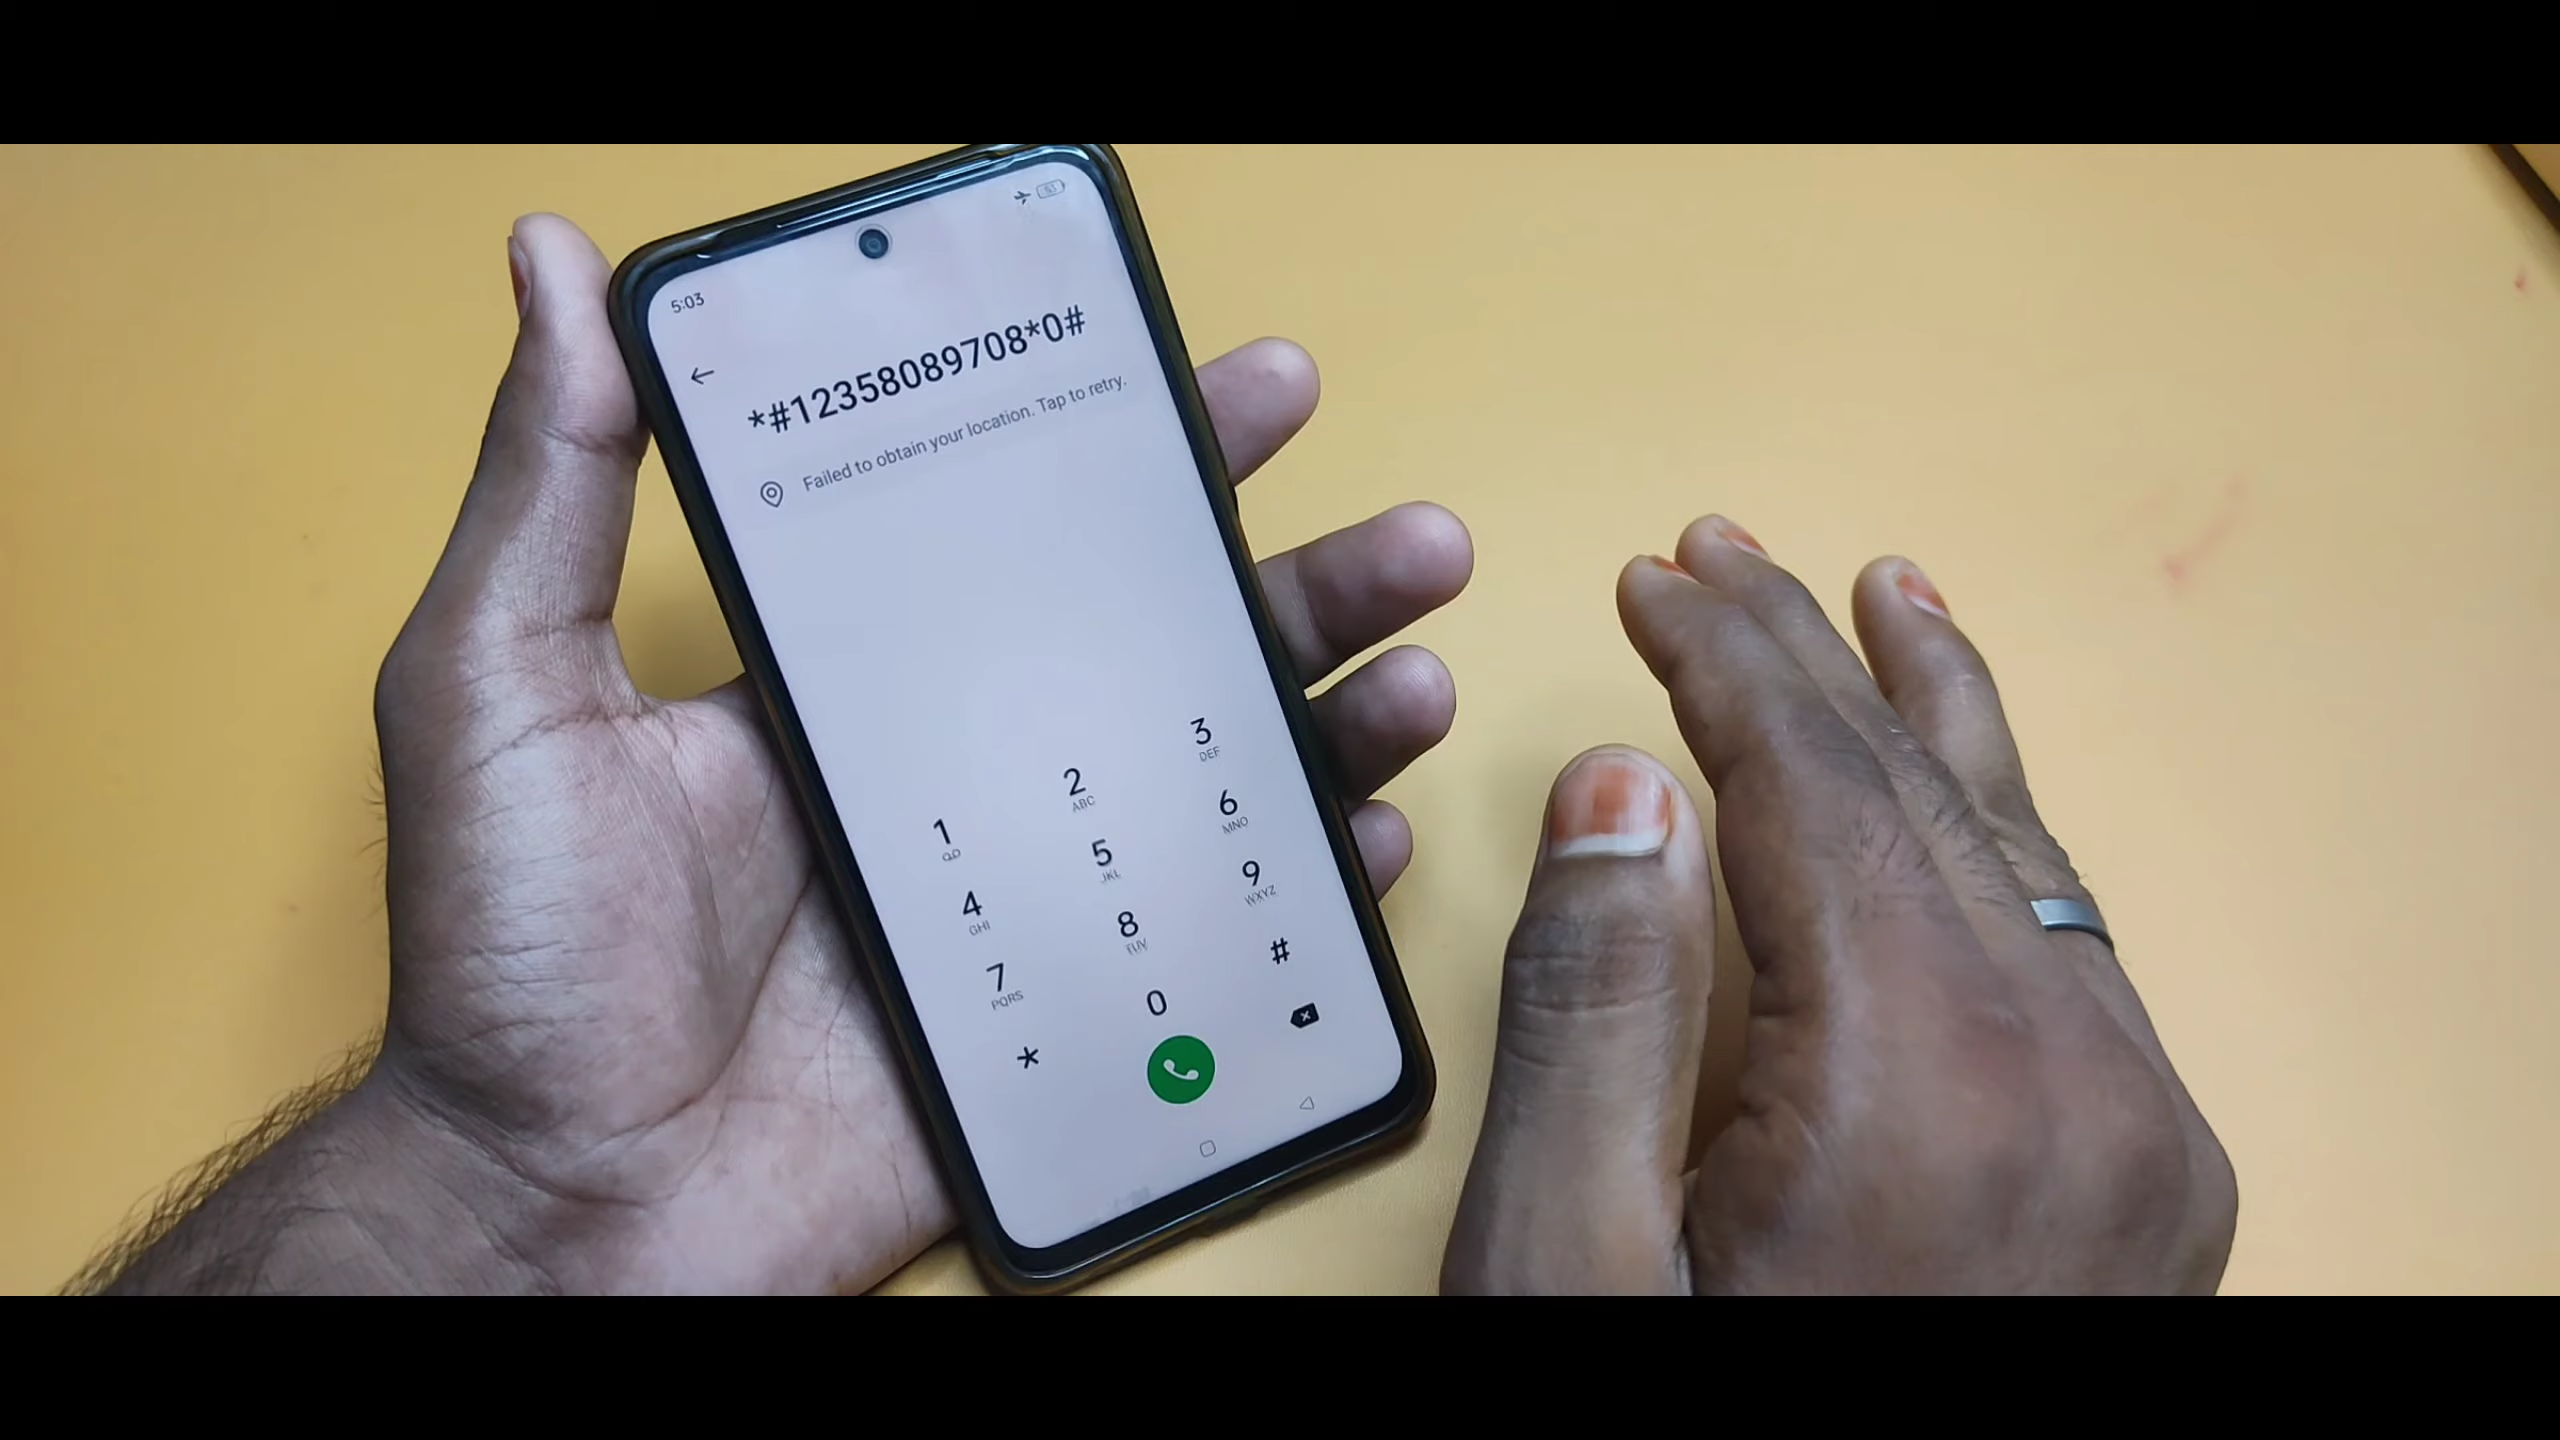 5:03
*#12358089708*0#
Failed to obtain your location. Tap to retry.
1
2 ABC
3 DEF
4 GHI
5 JKL
6 MNO
7 PQRS
8 TUV
9 WXYZ
*
0
#